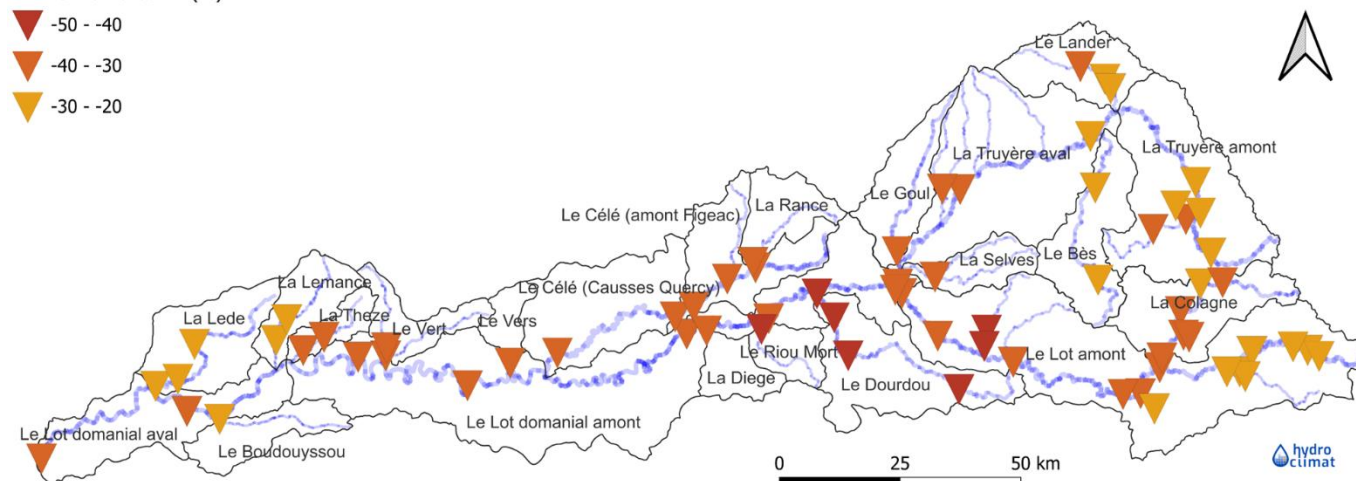 -50 - -40
-40 - -30
-30 - -20
Le Lander
La Truyère aval
La Truyère amont
Le Goul
La Rance
Le Célé (amont Figeac)
La Selves
Le Bès
La Lemance
Le Célé (Causses Quercy)
La Colagne
La Lede
La Theze
Le Vert
Le Vers
Le Riou Mort
Le Lot amont
La Diege
Le Dourdou
Le Lot domanial amont
Le Lot domanial aval
Le Boudouyssou
0 25 50 km
hydro
climat